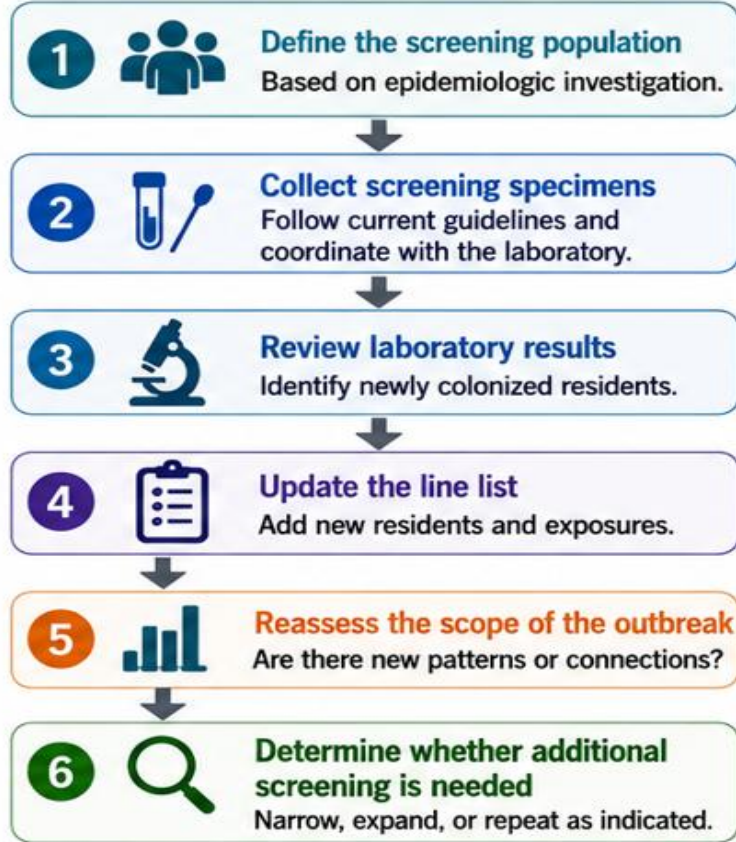 1
Define the screening population
Based on epidemiologic investigation.
2
Collect screening specimens
Follow current guidelines and
coordinate with the laboratory.
3
Review laboratory results
Identify newly colonized residents.
4
Update the line list
Add new residents and exposures.
5
Reassess the scope of the outbreak
Are there new patterns or connections?
6
Determine whether additional
screening is needed
Narrow, expand, or repeat as indicated.